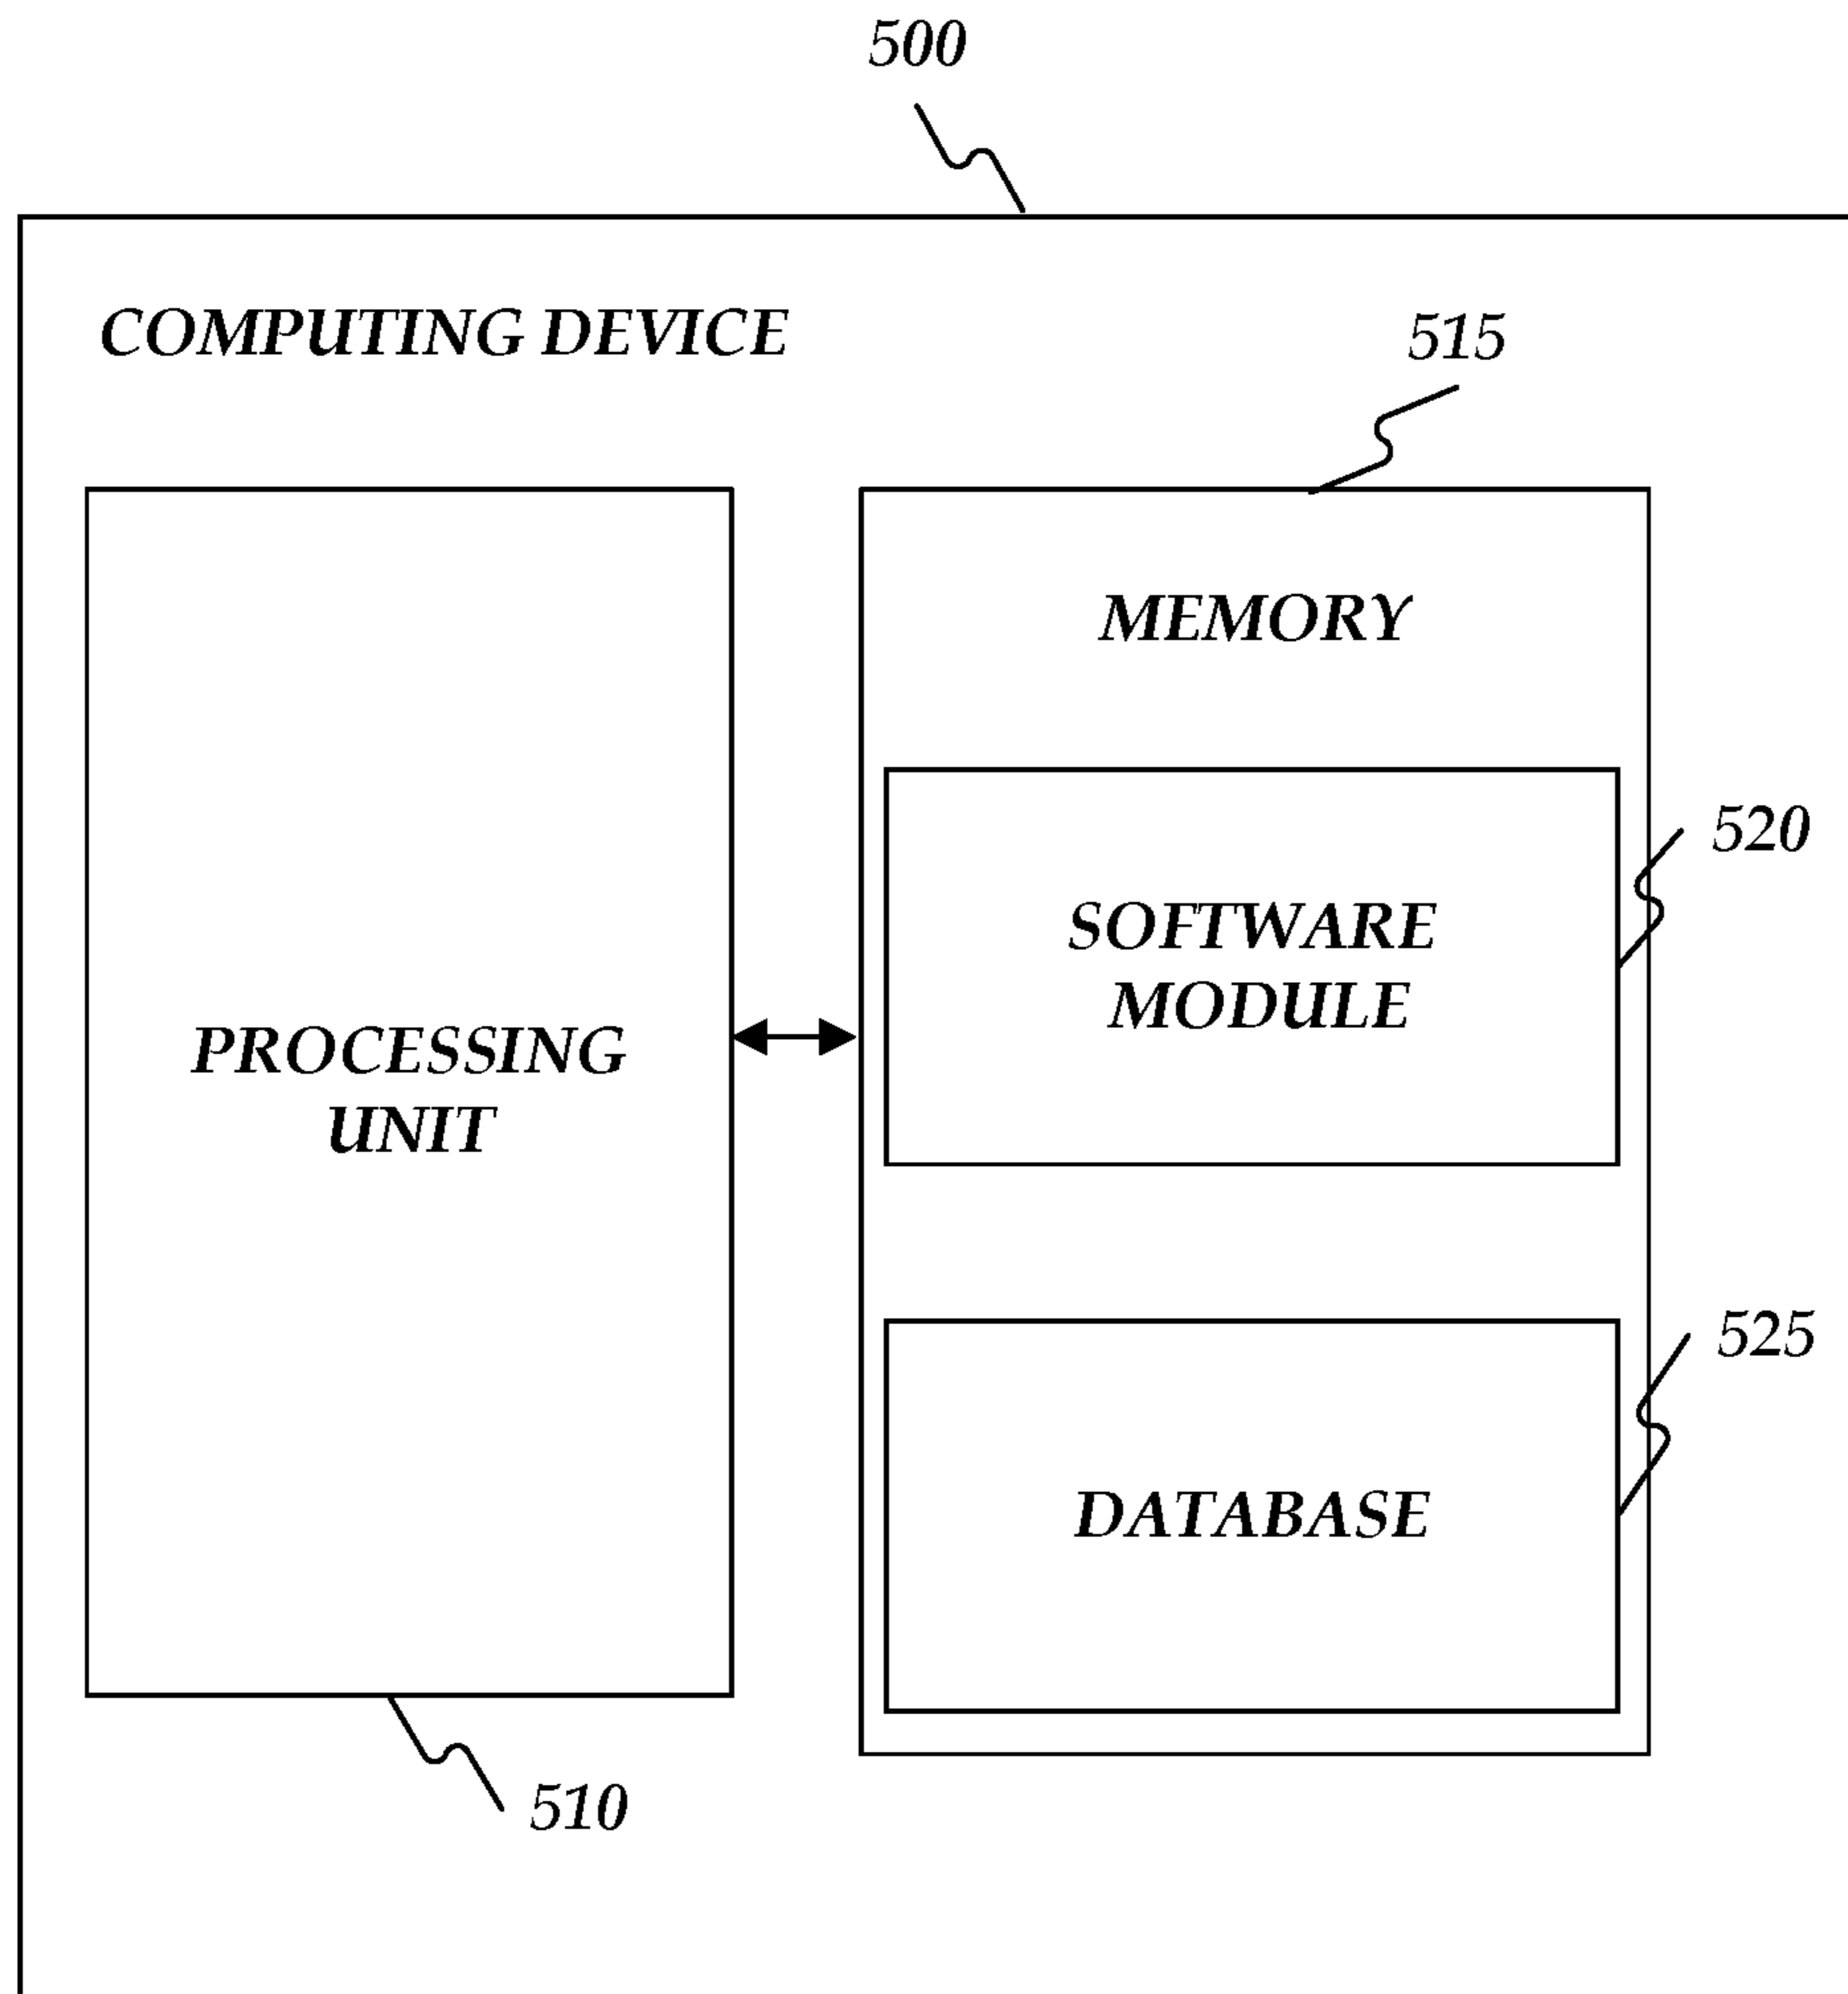 500
COMPUTING DEVICE
515
MEMORY
520
SOFTWARE
MODULE
PROCESSING
UNIT
525
DATABASE
510